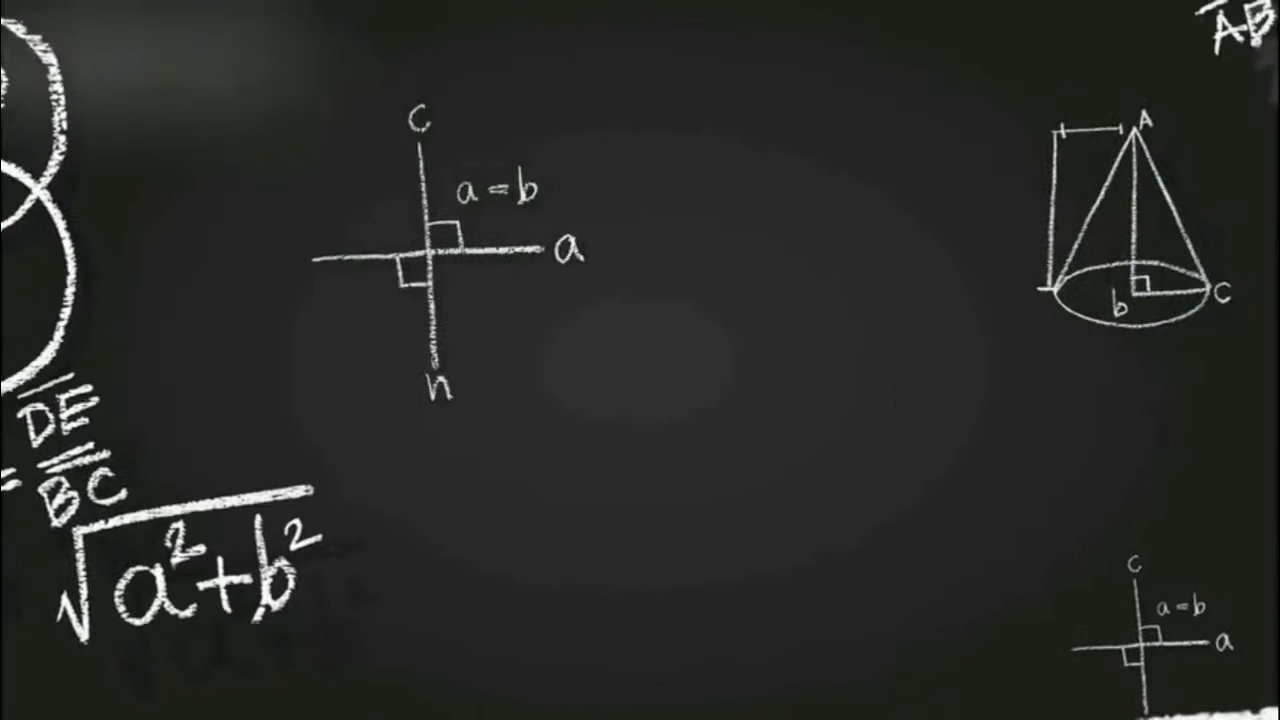 AB
C
a = b
a
n
A
b
C
DE
=
BC
√a²+b²
C
a = b
a